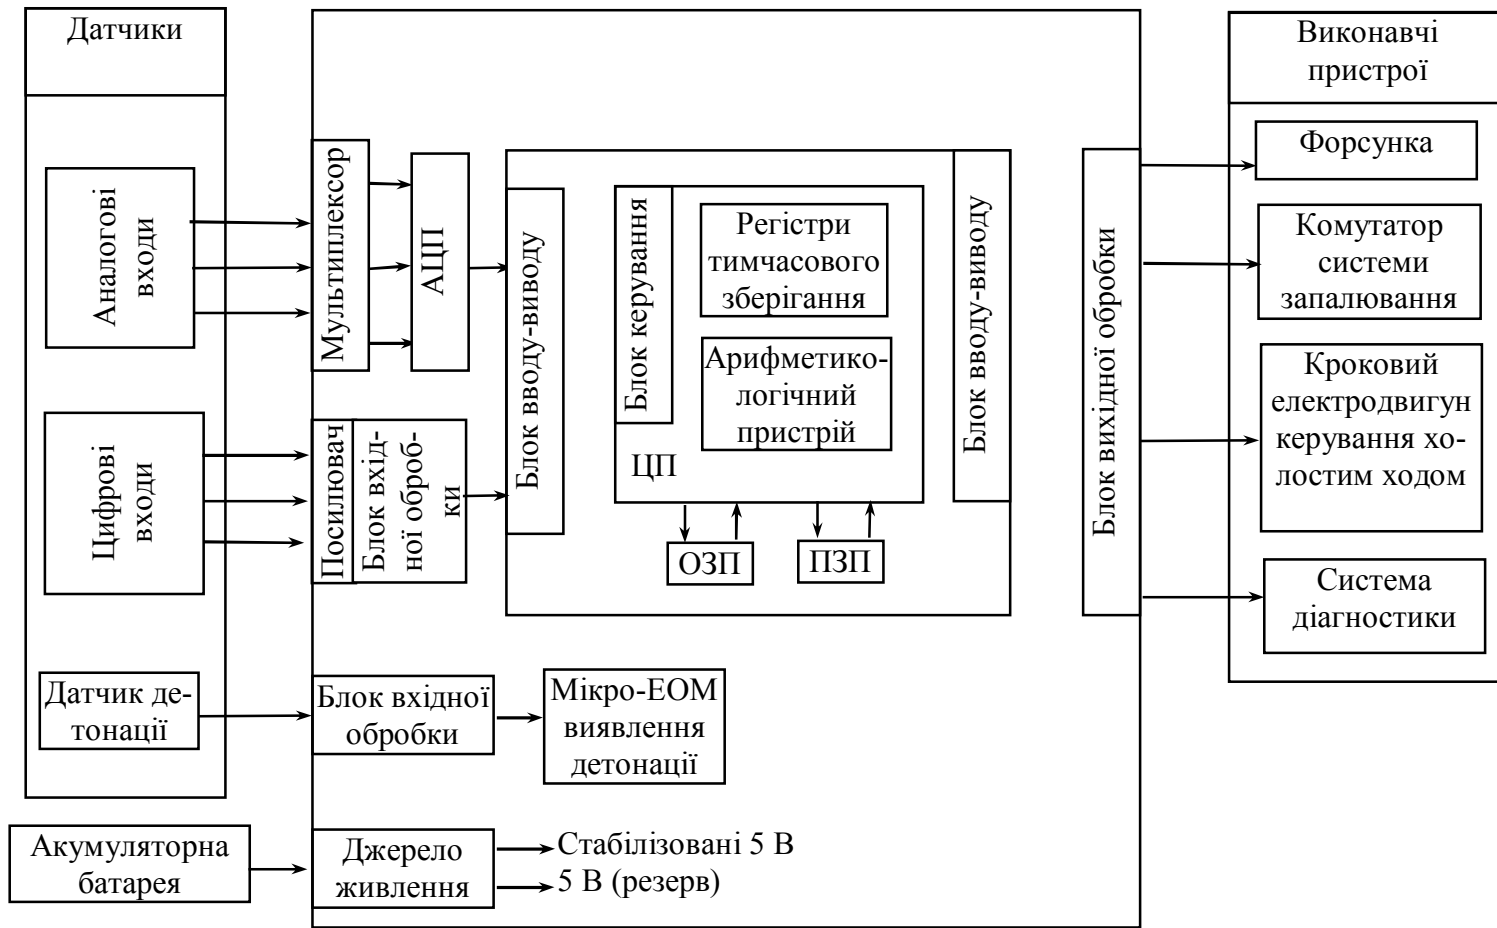 Датчики
Аналогові
входи
Цифрові
входи
Датчик де-
тонації
Акумуляторна
батарея
Мультиплексор
АЦП
Посилювач
Блок вхід-
ної оброб-
ки
Блок вводу-виводу
Блок керування
Регістри
тимчасового
зберігання
Арифметико-
логічний
пристрій
ЦП
ОЗП
ПЗП
Блок вводу-виводу
Блок вхідної
обробки
Мікро-ЕОМ
виявлення
детонації
Джерело
живлення
Стабілізовані 5 В
5 В (резерв)
Блок вихідної обробки
Виконавчі
пристрої
Форсунка
Комутатор
системи
запалювання
Кроковий
електродвигун
керування хо-
лостим ходом
Система
діагностики